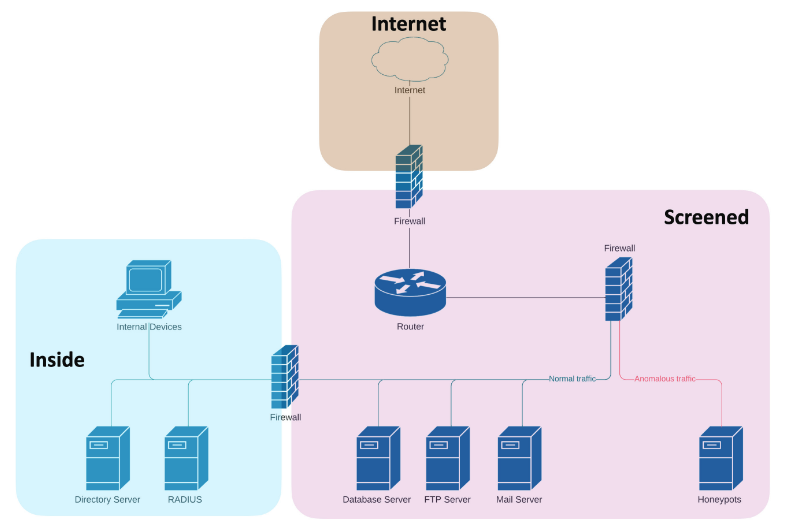 Internet
Internet
Firewall
Screened
Firewall
Router
Internal Devices
Inside
Normal traffic
Anomalous traffic
Firewall
Directory Server
RADIUS
Database Server
FTP Server
Mail Server
Honeypots